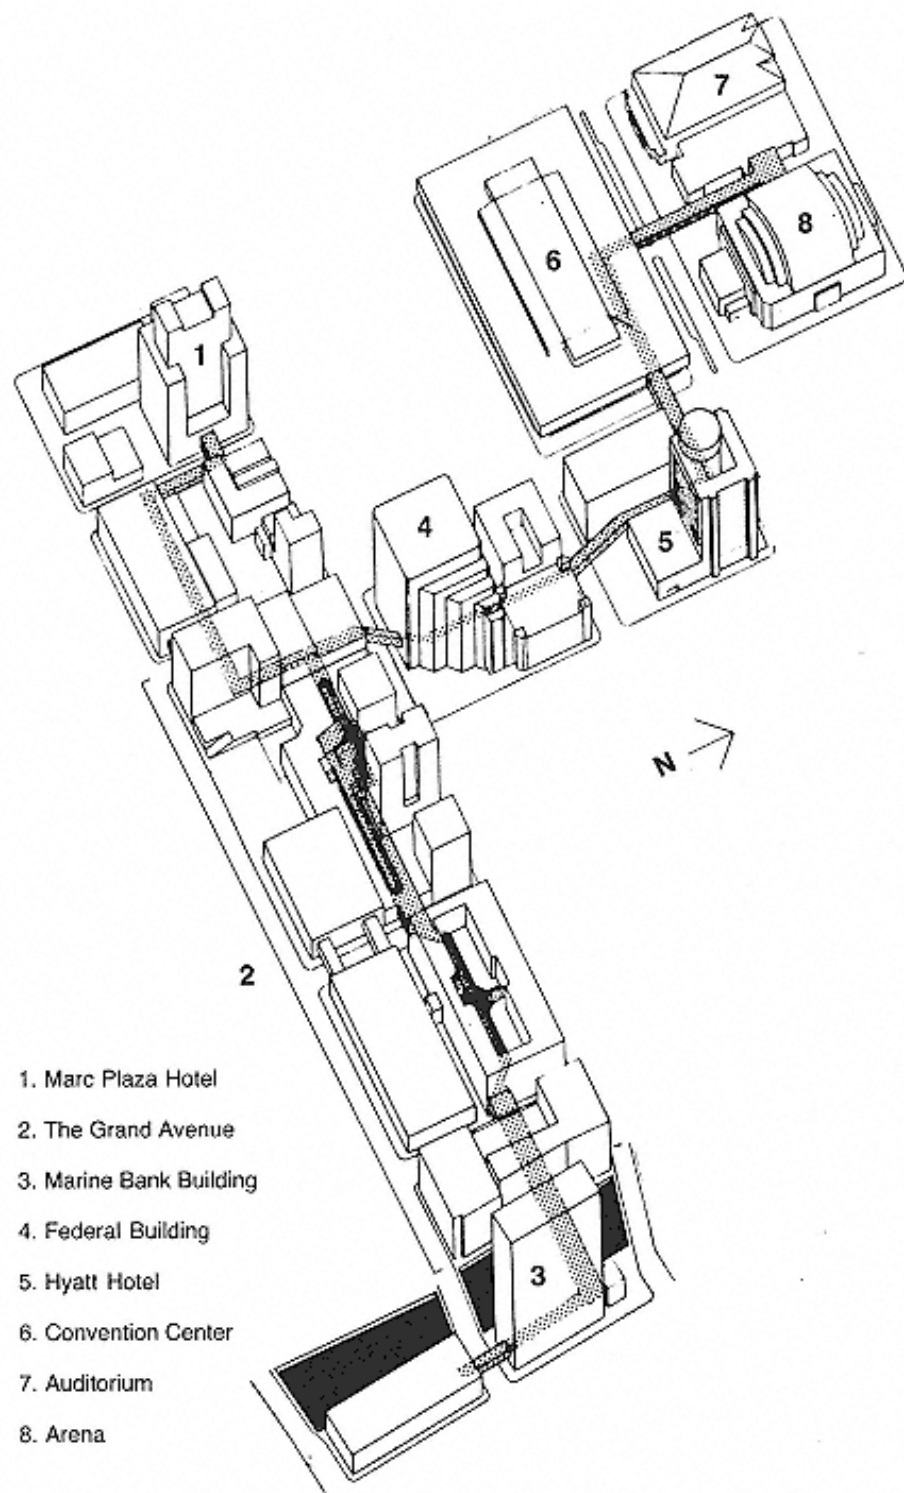 7
8
6
1
4
5
N
2
1. Marc Plaza Hotel
2. The Grand Avenue
3. Marine Bank Building
4. Federal Building
5. Hyatt Hotel
6. Convention Center
7. Auditorium
8. Arena
3